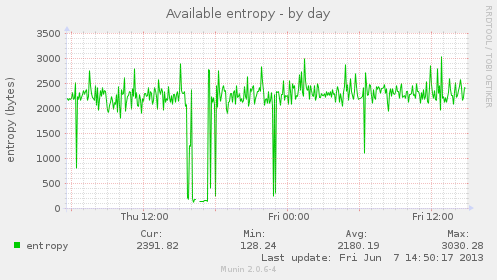 Available entropy - by day
RRDTOOL / TOBI OETIKER
entropy (bytes)
3500
3000
2500
2000
1500
1000
500
0
Thu 12:00 Fri 00:00 Fri 12:00
Cur: Min: Avg: Max:
entropy 2391.82 128.24 2180.19 3030.28
Last update: Fri Jun 7 14:50:17 2013
Munin 2.0.6-4